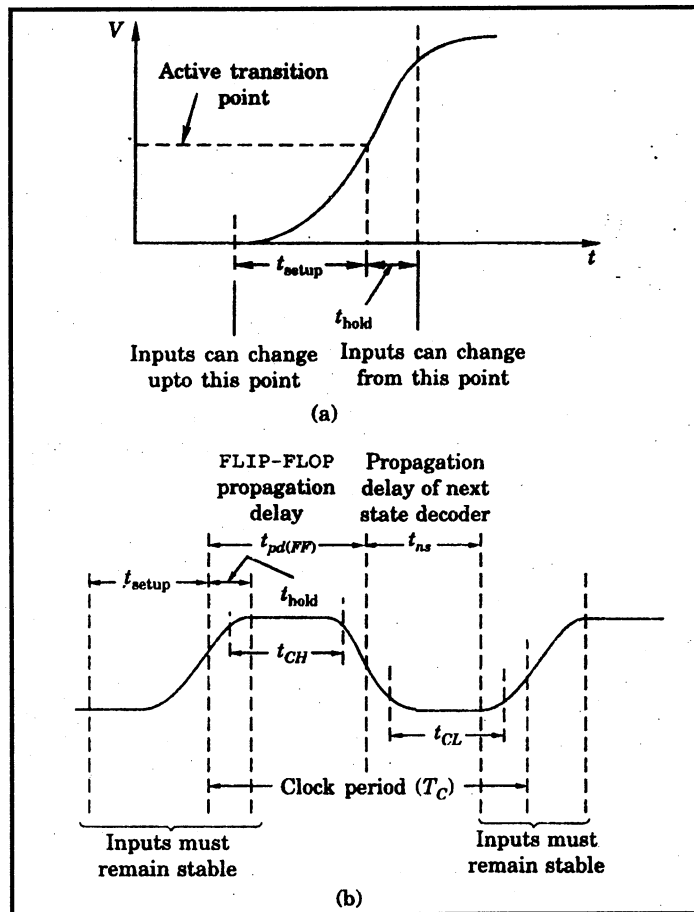 V
Active transition
point
t
t_setup
t_hold
Inputs can change
upto this point
Inputs can change
from this point
(a)
FLIP-FLOP
propagation
delay
Propagation
delay of next
state decoder
t_pd(FF)
t_ns
t_setup
t_hold
t_CH
t_CL
Clock period (T_C)
Inputs must
remain stable
Inputs must
remain stable
(b)